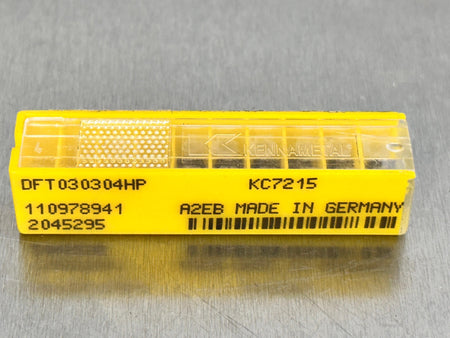 KENNAMETAL
DFT030304HP KC7215
110978941 A2EB MADE IN GERMANY
2045295